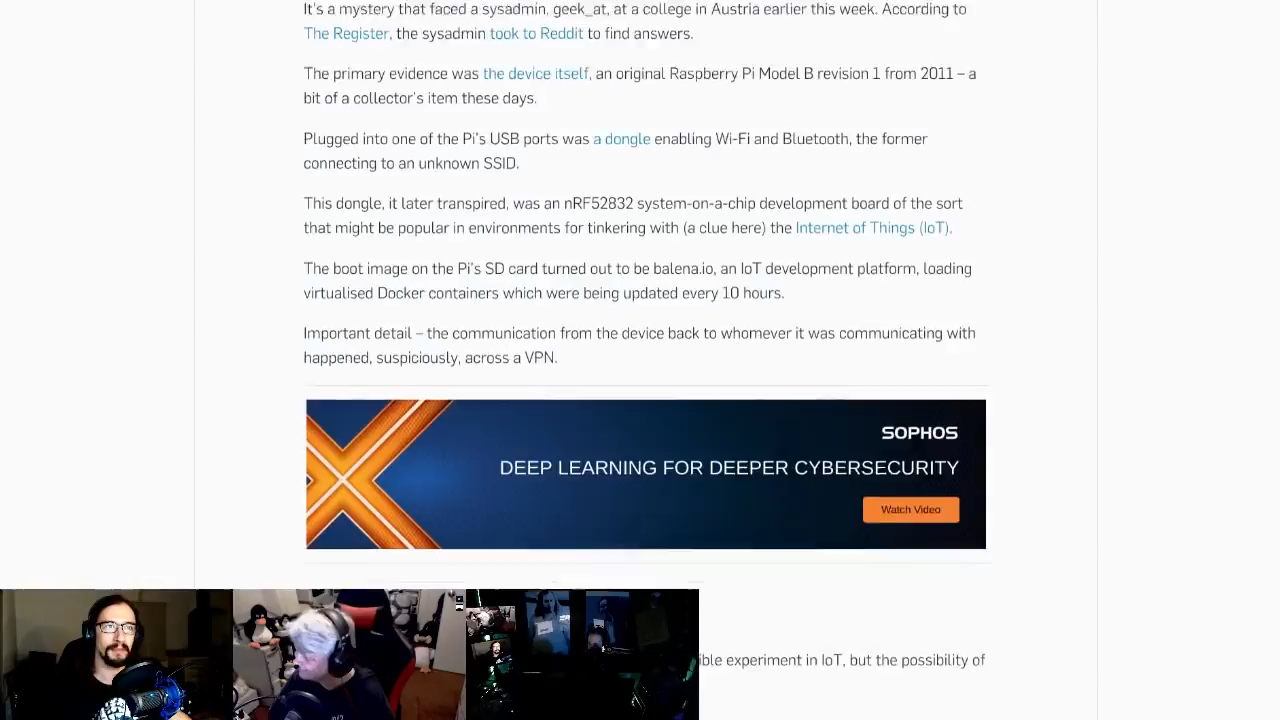 It's a mystery that faced a sysadmin, geek_at, at a college in Austria earlier this week. According to
The Register, the sysadmin took to Reddit to find answers.
The primary evidence was the device itself, an original Raspberry Pi Model B revision 1 from 2011 – a
bit of a collector's item these days.
Plugged into one of the Pi's USB ports was a dongle enabling Wi-Fi and Bluetooth, the former
connecting to an unknown SSID.
This dongle, it later transpired, was an nRF52832 system-on-a-chip development board of the sort
that might be popular in environments for tinkering with (a clue here) the Internet of Things (IoT).
The boot image on the Pi's SD card turned out to be balena.io, an IoT development platform, loading
virtualised Docker containers which were being updated every 10 hours.
Important detail – the communication from the device back to whomever it was communicating with
happened, suspiciously, across a VPN.
SOPHOS
DEEP LEARNING FOR DEEPER CYBERSECURITY
Watch Video
ible experiment in IoT, but the possibility of